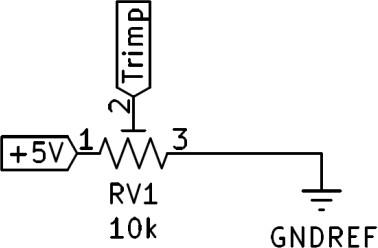 Trimp
2
+5V
1
3
RV1
10k
GNDREF